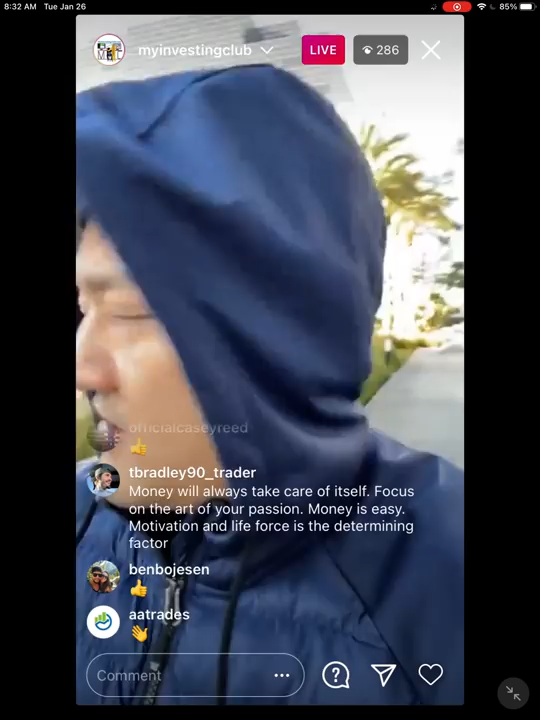 8:32 AM Tue Jan 26
85%
myinvestingclub
LIVE
286
officialcaseyreed
👍
tbradley90_trader
Money will always take care of itself. Focus
on the art of your passion. Money is easy.
Motivation and life force is the determining
factor
benbojesen
👍
aatrades
👋
Comment